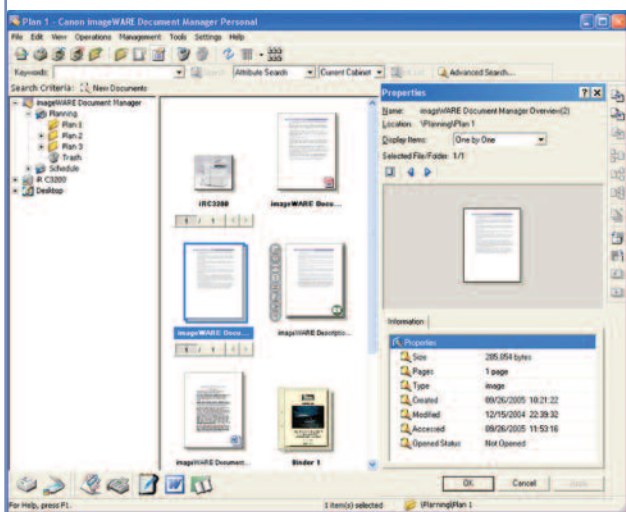 Plan 1 - Canon imageWARE Document Manager Personal
File Edit View Operations Management Tools Settings Help
Keywords: Search Attribute Search Current Cabinet Advanced Search...
Search Criteria: New Documents
imageWARE Document Manager
Planning
Plan 1
Plan 2
Plan 3
Trash
Schedule
iR C3200
Desktop
iRC3200
imageWARE Docu...
1 / 1
imageWARE Docu...
imageWARE Descriptio...
1 / 1
imageWARE Document...
Binder 1
Properties
Name: imageWARE Document Manager Overview(2)
Location: \Planning\Plan 1
Display Items: One by One
Selected File/Folder: 1/1
Information
Properties
Size 285,054 bytes
Pages 1 page
Type image
Created 09/26/2005 10:21:22
Modified 12/15/2004 22:39:32
Accessed 09/26/2005 11:53:16
Opened Status Not Opened
OK Cancel Apply
For Help, press F1. 1 item(s) selected \Planning\Plan 1